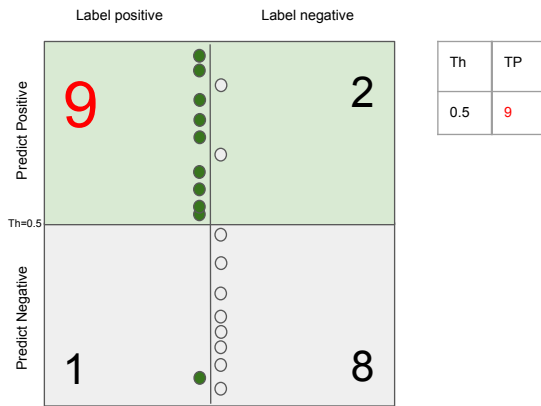 Label positive Label negative
Predict Positive
9 2
Th TP
0.5 9
Th=0.5
Predict Negative
1 8